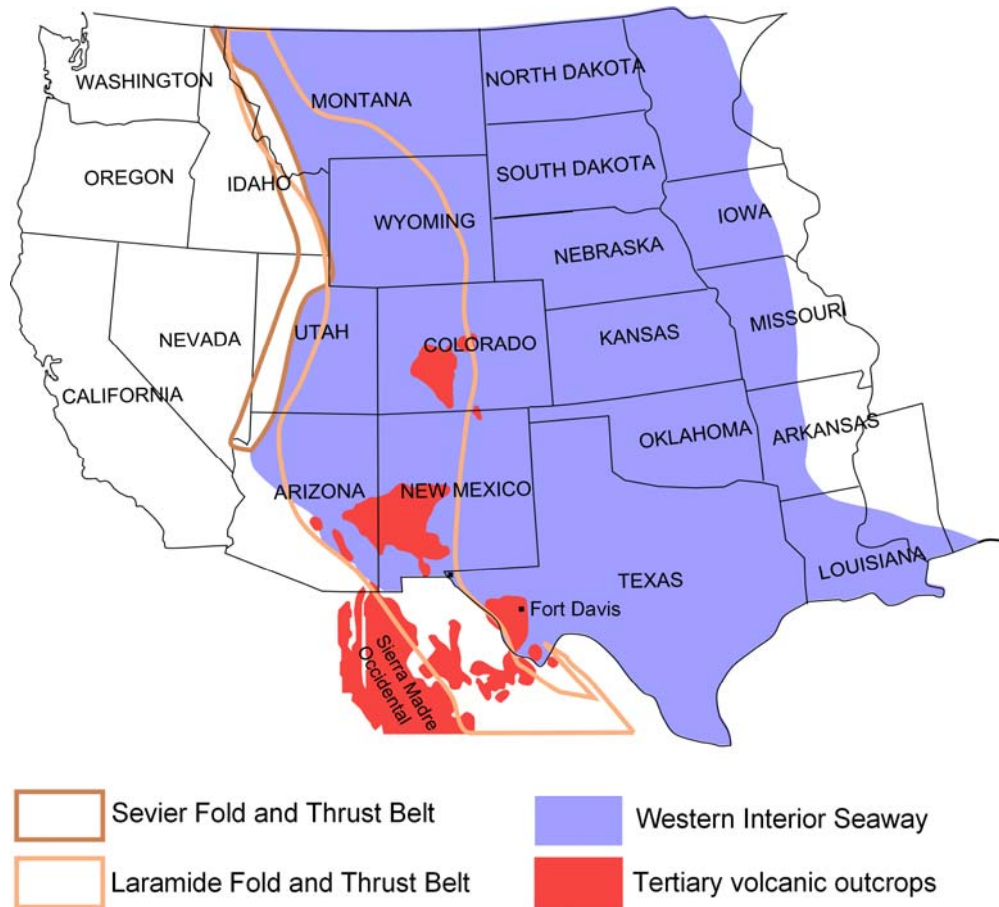 WASHINGTON
MONTANA
NORTH DAKOTA
OREGON
IDAHO
SOUTH DAKOTA
WYOMING
IOWA
NEBRASKA
NEVADA
UTAH
COLORADO
KANSAS
MISSOURI
CALIFORNIA
OKLAHOMA
ARKANSAS
ARIZONA
NEW MEXICO
TEXAS
LOUISIANA
Fort Davis
Sierra Madre
Occidental
Sevier Fold and Thrust Belt
Western Interior Seaway
Laramide Fold and Thrust Belt
Tertiary volcanic outcrops